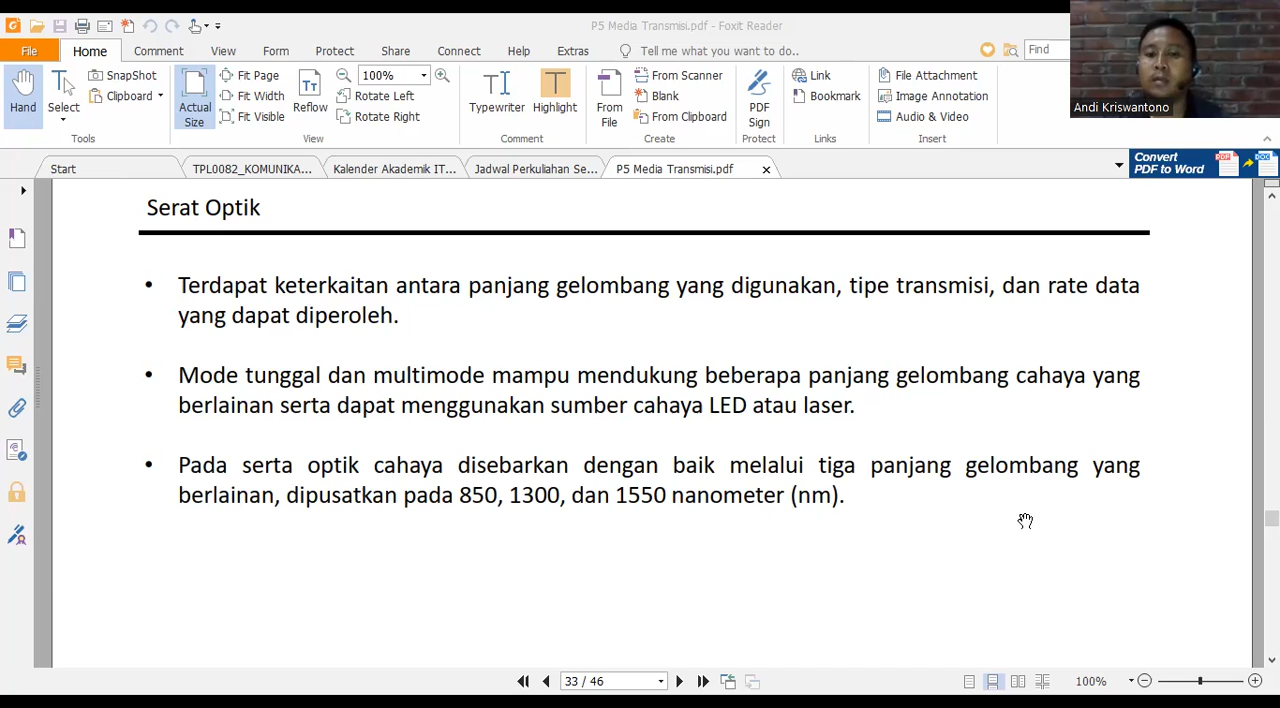 P5 Media Transmisi.pdf - Foxit Reader
File Home Comment View Form Protect Share Connect Help Extras Tell me what you want to do.. Find
Hand
Select
SnapShot
Clipboard
Tools
Actual Size
Fit Page
Fit Width
Fit Visible
Reflow
100%
Rotate Left
Rotate Right
View
Typewriter
Highlight
Comment
From File
From Scanner
Blank
From Clipboard
Create
PDF Sign
Protect
Link
Bookmark
Links
File Attachment
Image Annotation
Audio & Video
Insert
Andi Kriswantono
Start TPL0082_KOMUNIKA... Kalender Akademik IT... Jadwal Perkuliahan Se... P5 Media Transmisi.pdf
Convert
PDF to Word
PDF DOC
Serat Optik
• Terdapat keterkaitan antara panjang gelombang yang digunakan, tipe transmisi, dan rate data
yang dapat diperoleh.
• Mode tunggal dan multimode mampu mendukung beberapa panjang gelombang cahaya yang
berlainan serta dapat menggunakan sumber cahaya LED atau laser.
• Pada serta optik cahaya disebarkan dengan baik melalui tiga panjang gelombang yang
berlainan, dipusatkan pada 850, 1300, dan 1550 nanometer (nm).
33 / 46
100%